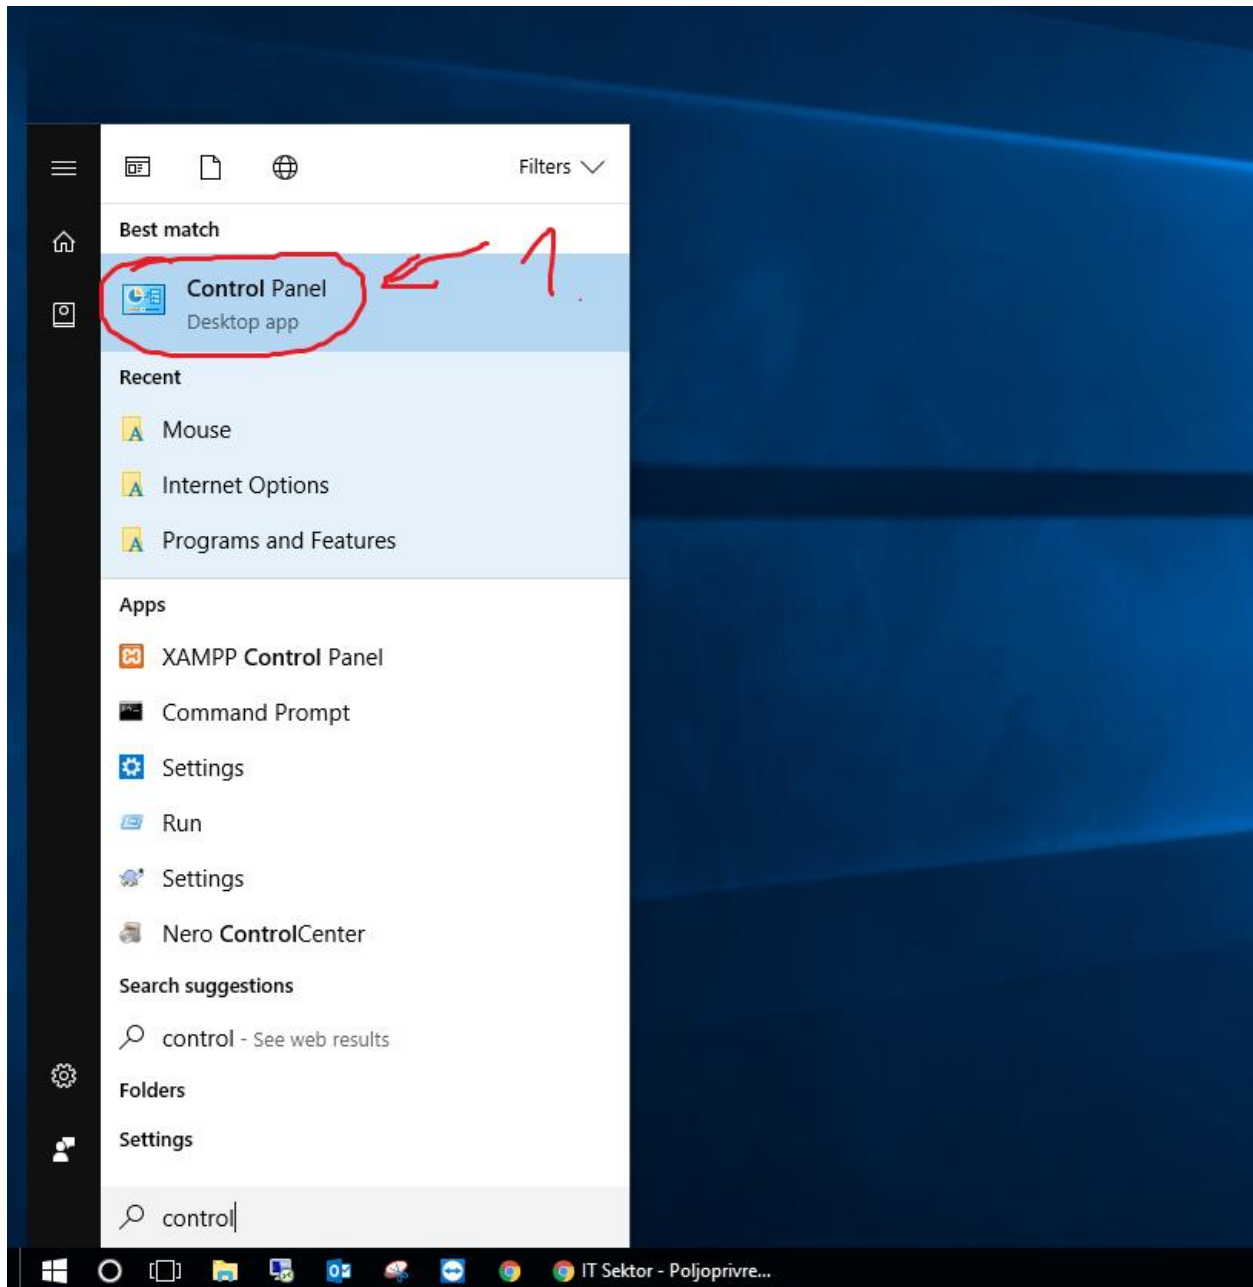 Filters
Best match
Control Panel
Desktop app
1.
Recent
Mouse
Internet Options
Programs and Features
Apps
XAMPP Control Panel
Command Prompt
Settings
Run
Settings
Nero ControlCenter
Search suggestions
control - See web results
Folders
Settings
control
IT Sektor - Poljoprivre...